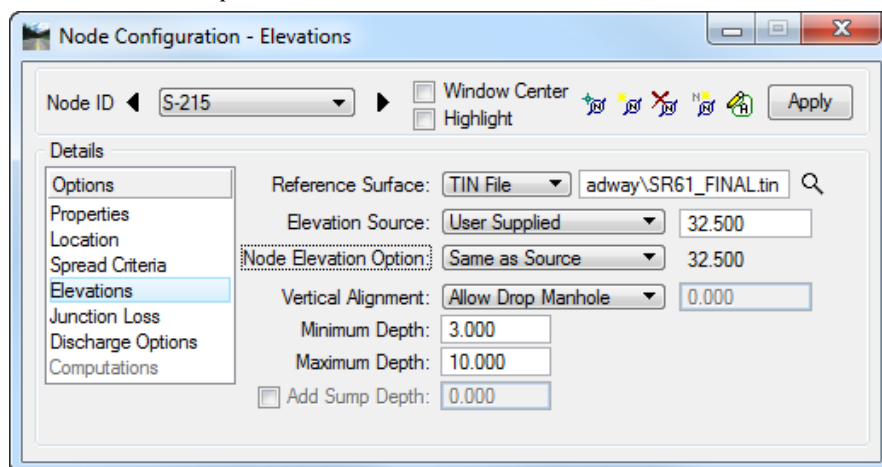 Node Configuration - Elevations
Node ID S-215 Window Center Apply
Highlight
Details
Options
Properties
Location
Spread Criteria
Elevations
Junction Loss
Discharge Options
Computations
Reference Surface: TIN File adway\SR61_FINAL.tin
Elevation Source: User Supplied 32.500
Node Elevation Option: Same as Source 32.500
Vertical Alignment: Allow Drop Manhole 0.000
Minimum Depth: 3.000
Maximum Depth: 10.000
Add Sump Depth: 0.000